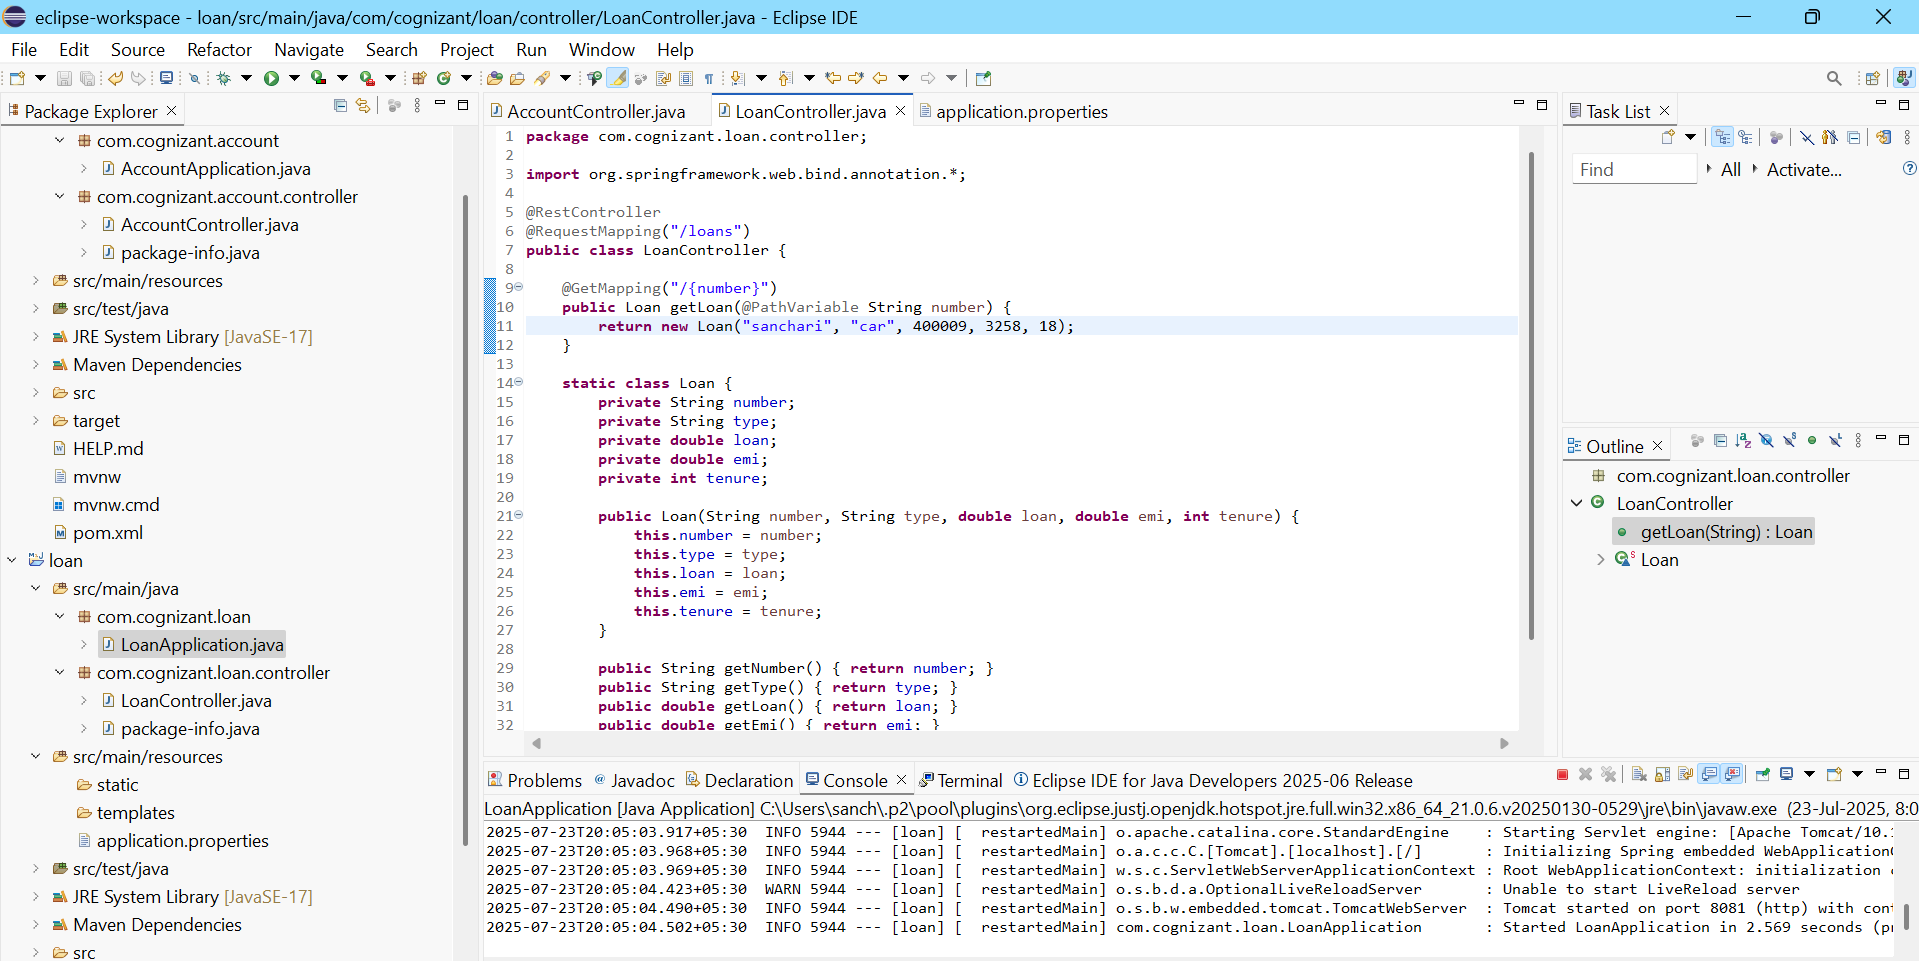 eclipse-workspace - loan/src/main/java/com/cognizant/loan/controller/LoanController.java - Eclipse IDE
File Edit Source Refactor Navigate Search Project Run Window Help
Package Explorer
com.cognizant.account
AccountApplication.java
com.cognizant.account.controller
AccountController.java
package-info.java
src/main/resources
src/test/java
JRE System Library [JavaSE-17]
Maven Dependencies
src
target
HELP.md
mvnw
mvnw.cmd
pom.xml
loan
src/main/java
com.cognizant.loan
LoanApplication.java
com.cognizant.loan.controller
LoanController.java
package-info.java
src/main/resources
static
templates
application.properties
src/test/java
JRE System Library [JavaSE-17]
Maven Dependencies
src
AccountController.java LoanController.java application.properties
1 package com.cognizant.loan.controller;
2
3 import org.springframework.web.bind.annotation.*;
4
5 @RestController
6 @RequestMapping("/loans")
7 public class LoanController {
8
9 @GetMapping("/{number}")
10 public Loan getLoan(@PathVariable String number) {
11 return new Loan("sanchari", "car", 400009, 3258, 18);
12 }
13
14 static class Loan {
15 private String number;
16 private String type;
17 private double loan;
18 private double emi;
19 private int tenure;
20
21 public Loan(String number, String type, double loan, double emi, int tenure) {
22 this.number = number;
23 this.type = type;
24 this.loan = loan;
25 this.emi = emi;
26 this.tenure = tenure;
27 }
28
29 public String getNumber() { return number; }
30 public String getType() { return type; }
31 public double getLoan() { return loan; }
32 public double getEmi() { return emi; }
Task List
Find All Activate...
Outline
com.cognizant.loan.controller
LoanController
getLoan(String) : Loan
Loan
Problems Javadoc Declaration Console Terminal Eclipse IDE for Java Developers 2025-06 Release
LoanApplication [Java Application] C:\Users\sanch\.p2\pool\plugins\org.eclipse.justj.openjdk.hotspot.jre.full.win32.x86_64_21.0.6.v20250130-0529\jre\bin\javaw.exe (23-Jul-2025, 8:0
2025-07-23T20:05:03.917+05:30 INFO 5944 --- [loan] [ restartedMain] o.apache.catalina.core.StandardEngine : Starting Servlet engine: [Apache Tomcat/10.1
2025-07-23T20:05:03.968+05:30 INFO 5944 --- [loan] [ restartedMain] o.a.c.c.C.[Tomcat].[localhost].[/] : Initializing Spring embedded WebApplication
2025-07-23T20:05:03.969+05:30 INFO 5944 --- [loan] [ restartedMain] w.s.c.ServletWebServerApplicationContext : Root WebApplicationContext: initialization
2025-07-23T20:05:04.423+05:30 WARN 5944 --- [loan] [ restartedMain] o.s.b.d.a.OptionalLiveReloadServer : Unable to start LiveReload server
2025-07-23T20:05:04.490+05:30 INFO 5944 --- [loan] [ restartedMain] o.s.b.w.embedded.tomcat.TomcatWebServer : Tomcat started on port 8081 (http) with con
2025-07-23T20:05:04.502+05:30 INFO 5944 --- [loan] [ restartedMain] com.cognizant.loan.LoanApplication : Started LoanApplication in 2.569 seconds (p